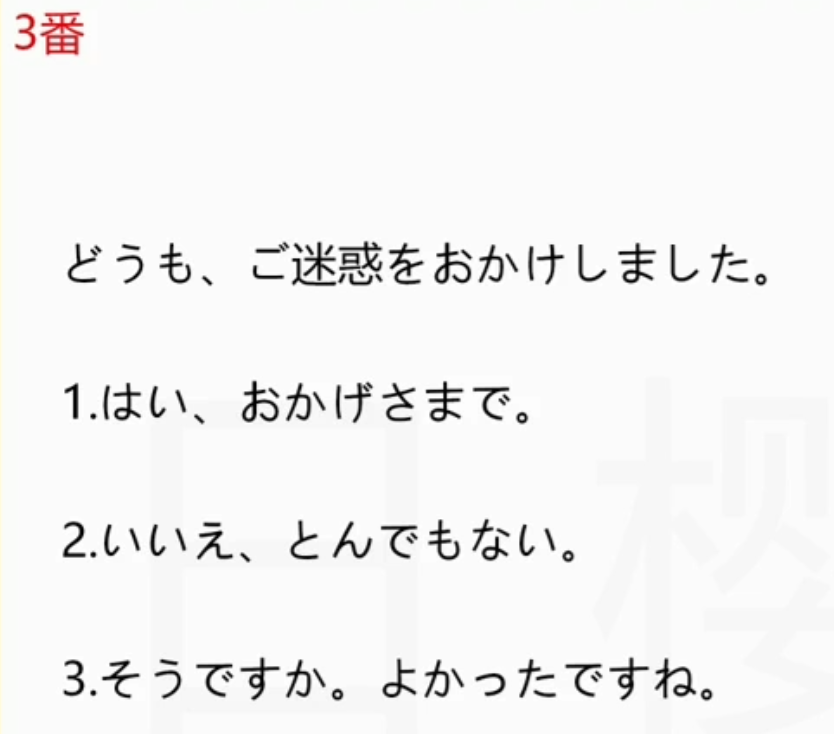 3番
どうも、ご迷惑をおかけしました。
1.はい、おかげさまで。
2.いいえ、とんでもない。
3.そうですか。よかったですね。